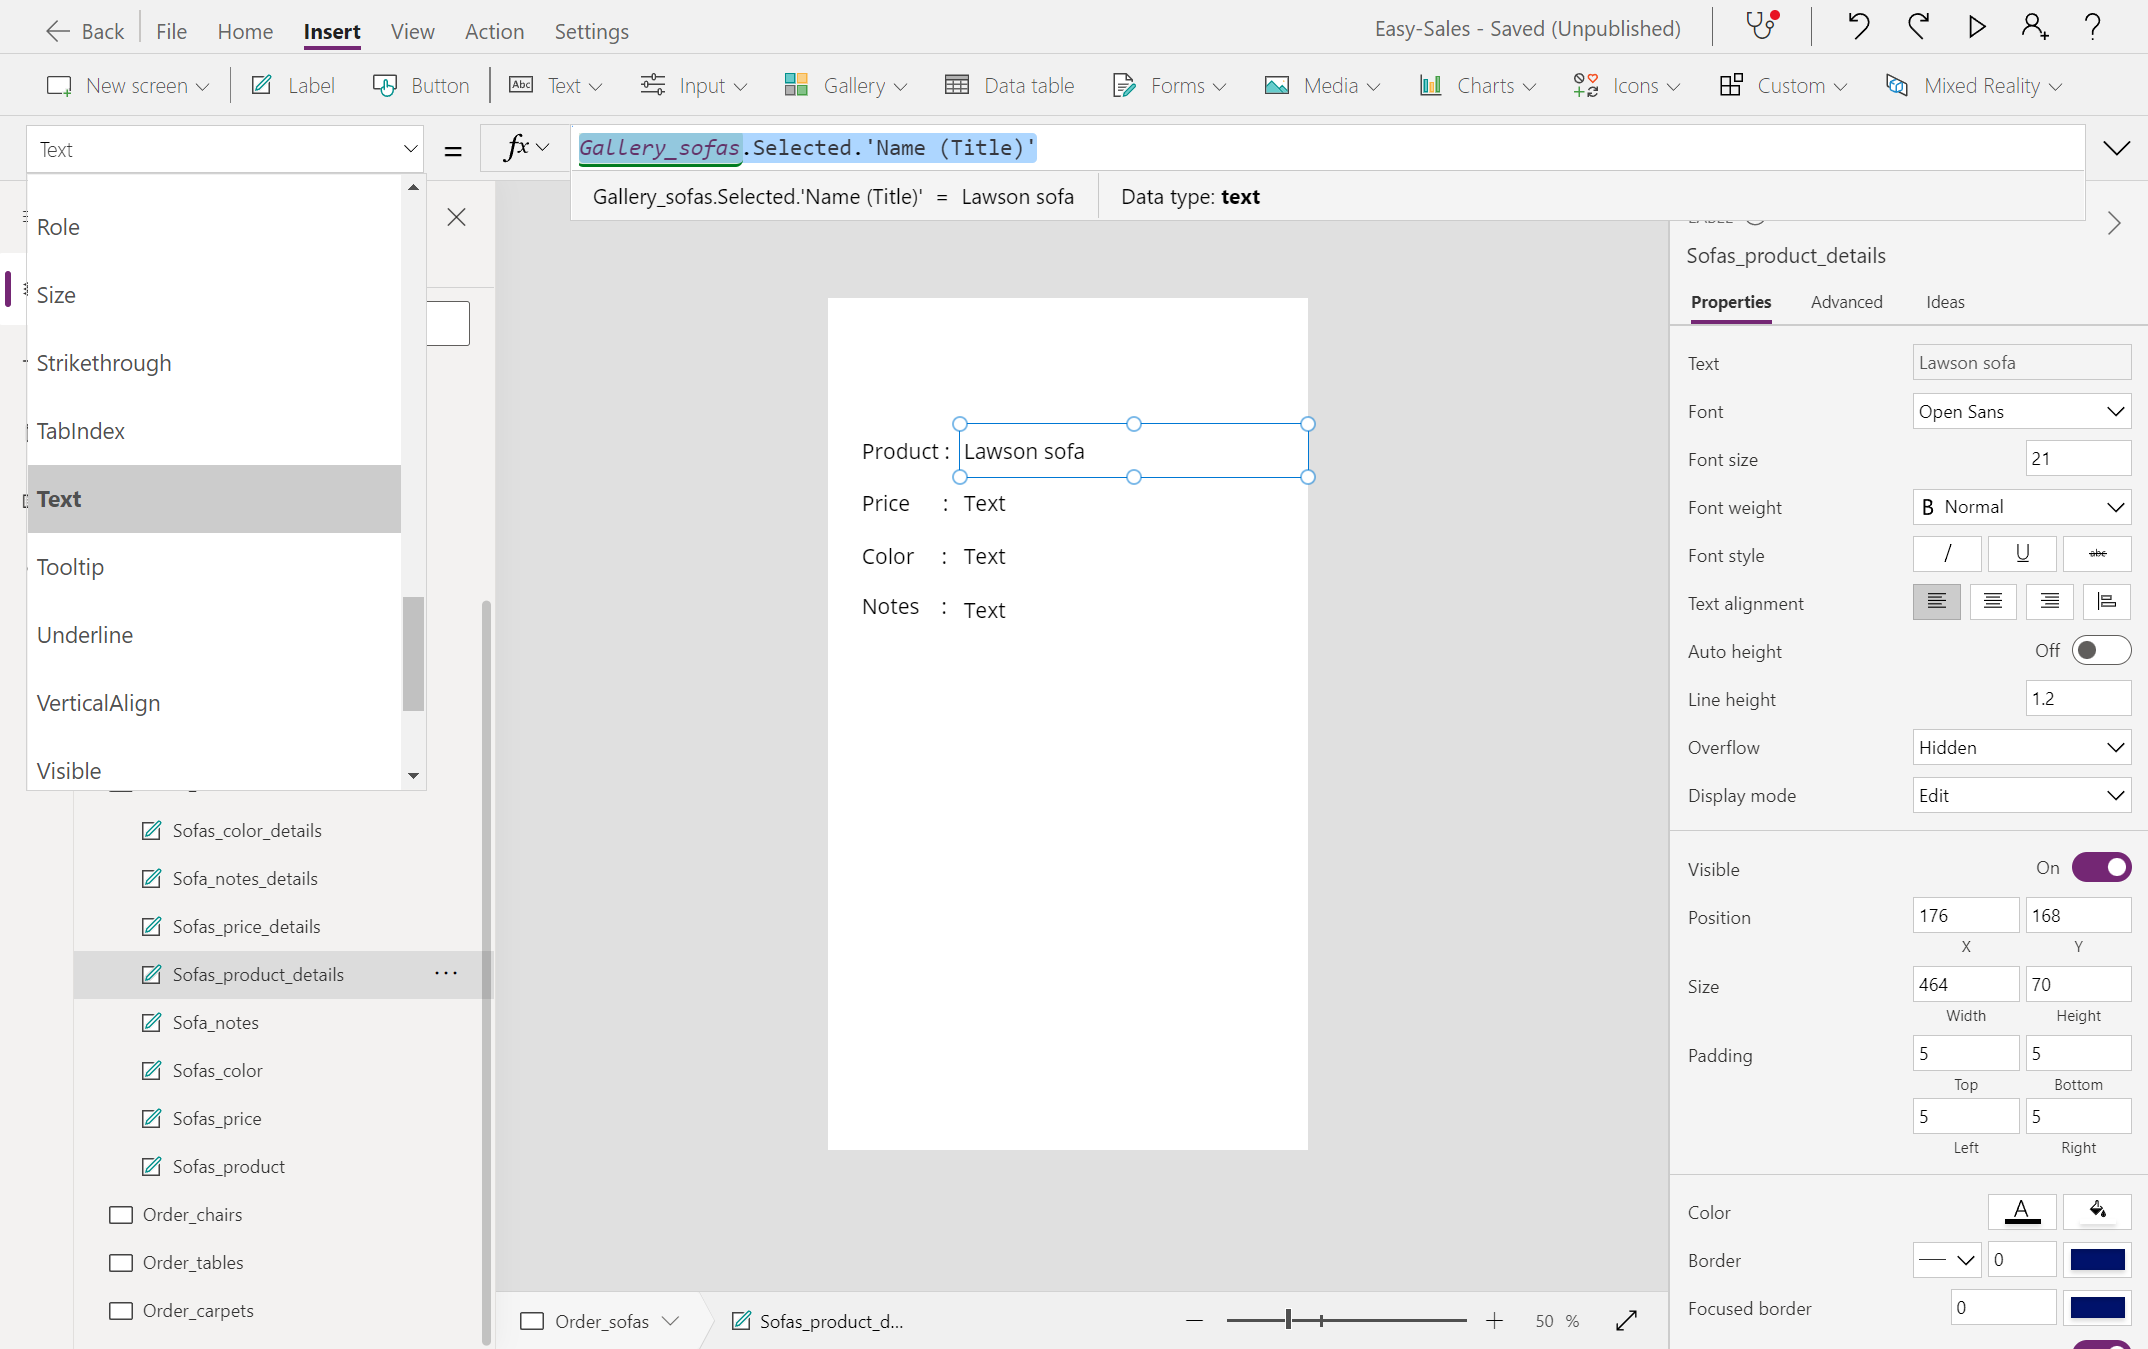 Back File Home Insert View Action Settings Easy-Sales - Saved (Unpublished)
New screen Label Button Abc Text Input Gallery Data table Forms Media Charts Icons Custom Mixed Reality
Text = fx Gallery_sofas.Selected.'Name (Title)'
Gallery_sofas.Selected.'Name (Title)' = Lawson sofa Data type: text
Role
Size
Strikethrough
TabIndex
Text
Tooltip
Underline
VerticalAlign
Visible
Sofas_color_details
Sofa_notes_details
Sofas_price_details
Sofas_product_details ...
Sofa_notes
Sofas_color
Sofas_price
Sofas_product
Order_chairs
Order_tables
Order_carpets
Product : Lawson sofa
Price : Text
Color : Text
Notes : Text
Order_sofas Sofas_product_d... 50 %
Sofas_product_details
Properties Advanced Ideas
Text Lawson sofa
Font Open Sans
Font size 21
Font weight B Normal
Font style / U abc
Text alignment
Auto height Off
Line height 1.2
Overflow Hidden
Display mode Edit
Visible On
Position 176 168
X Y
Size 464 70
Width Height
Padding 5 5
Top Bottom
5 5
Left Right
Color A
Border 0
Focused border 0